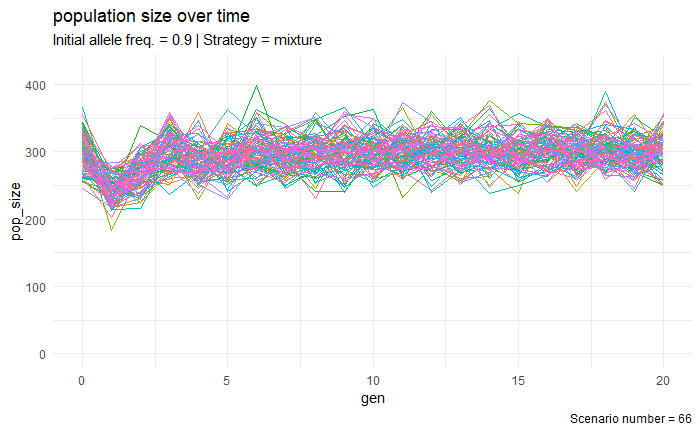 population size over time
Initial allele freq. = 0.9 | Strategy = mixture
400
300
200
100
0
pop_size
0 5 10 15 20
gen
Scenario number = 66